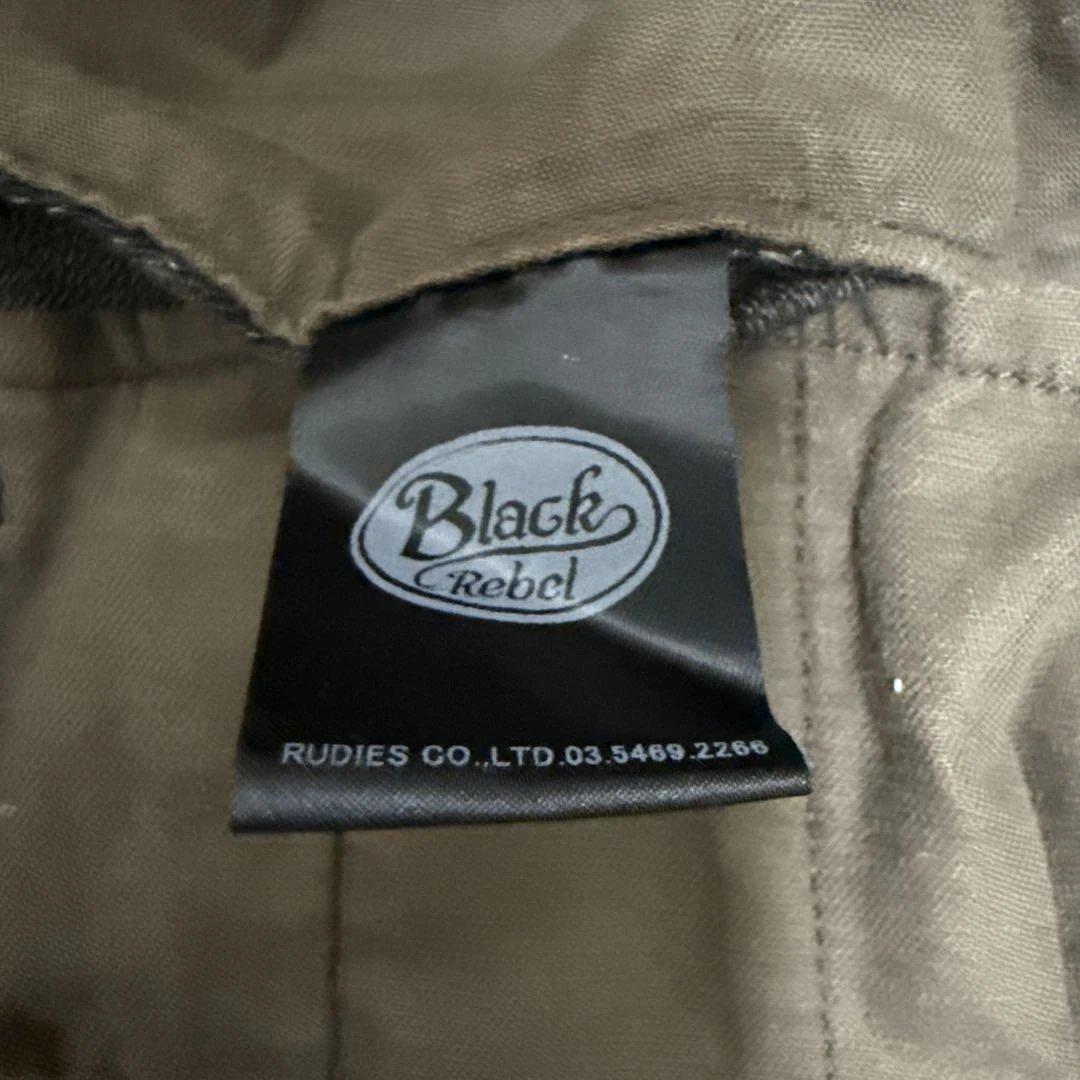 Black
Rebel
RUDIES CO.,LTD.03.5469.2266